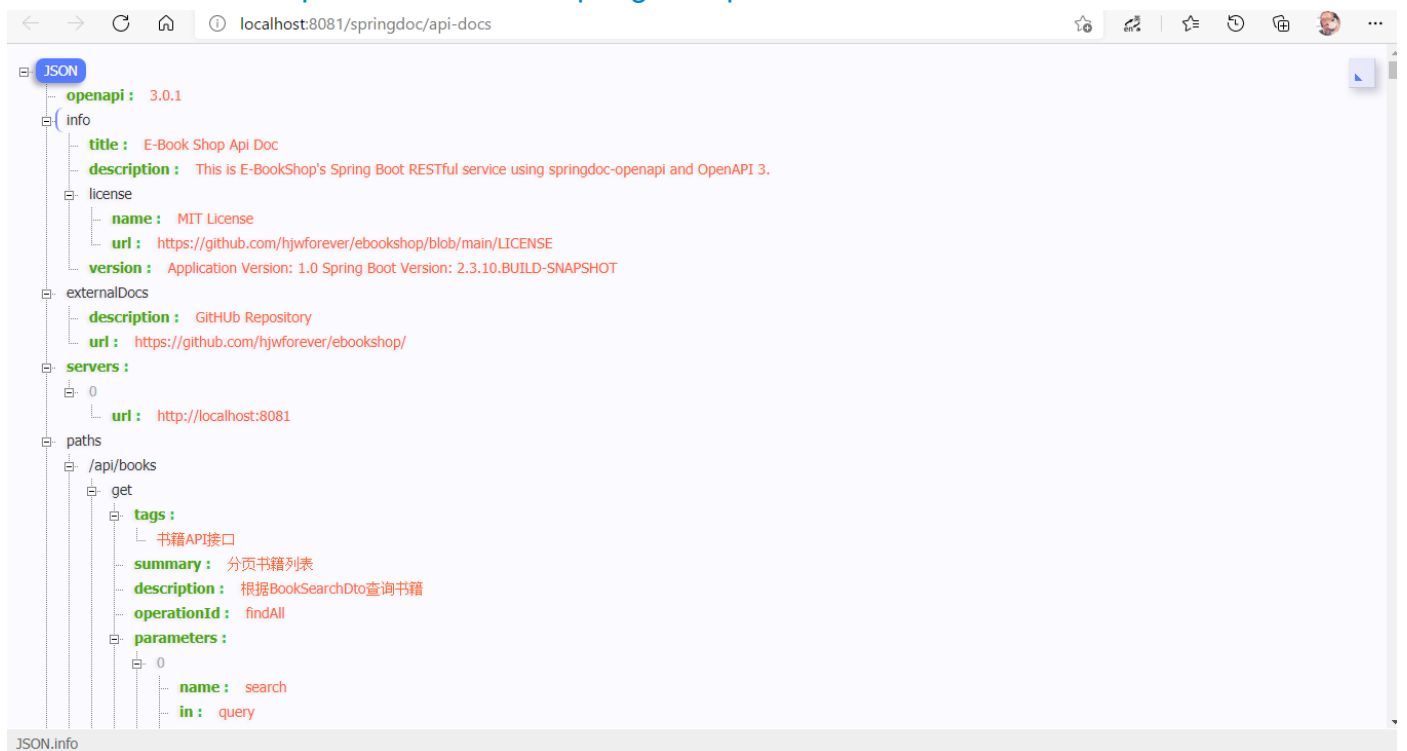 localhost:8081/springdoc/api-docs
JSON
openapi : 3.0.1
info
title : E-Book Shop Api Doc
description : This is E-BookShop's Spring Boot RESTful service using springdoc-openapi and OpenAPI 3.
license
name : MIT License
url : https://github.com/hjwforever/ebookshop/blob/main/LICENSE
version : Application Version: 1.0 Spring Boot Version: 2.3.10.BUILD-SNAPSHOT
externalDocs
description : GitHUb Repository
url : https://github.com/hjwforever/ebookshop/
servers :
0
url : http://localhost:8081
paths
/api/books
get
tags :
书籍API接口
summary : 分页书籍列表
description : 根据BookSearchDto查询书籍
operationId : findAll
parameters :
0
name : search
in : query
JSON.info